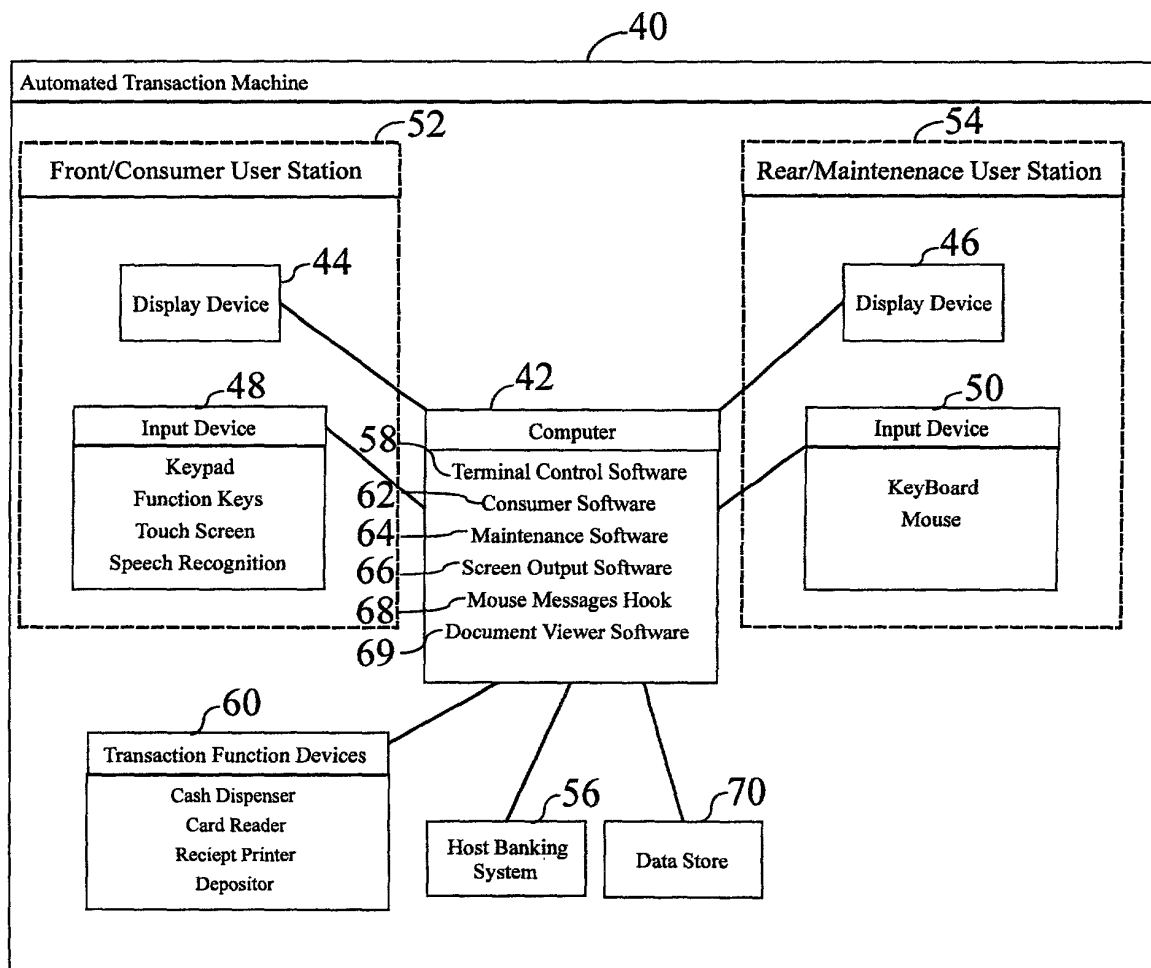 40
Automated Transaction Machine
52
Front/Consumer User Station
54
Rear/Maintenenace User Station
44
Display Device
46
Display Device
48
Input Device
Keypad
Function Keys
Touch Screen
Speech Recognition
42
Computer
58 Terminal Control Software
62 Consumer Software
64 Maintenance Software
66 Screen Output Software
68 Mouse Messages Hook
69 Document Viewer Software
50
Input Device
KeyBoard
Mouse
60
Transaction Function Devices
Cash Dispenser
Card Reader
Reciept Printer
Depositor
56
Host Banking
System
70
Data Store